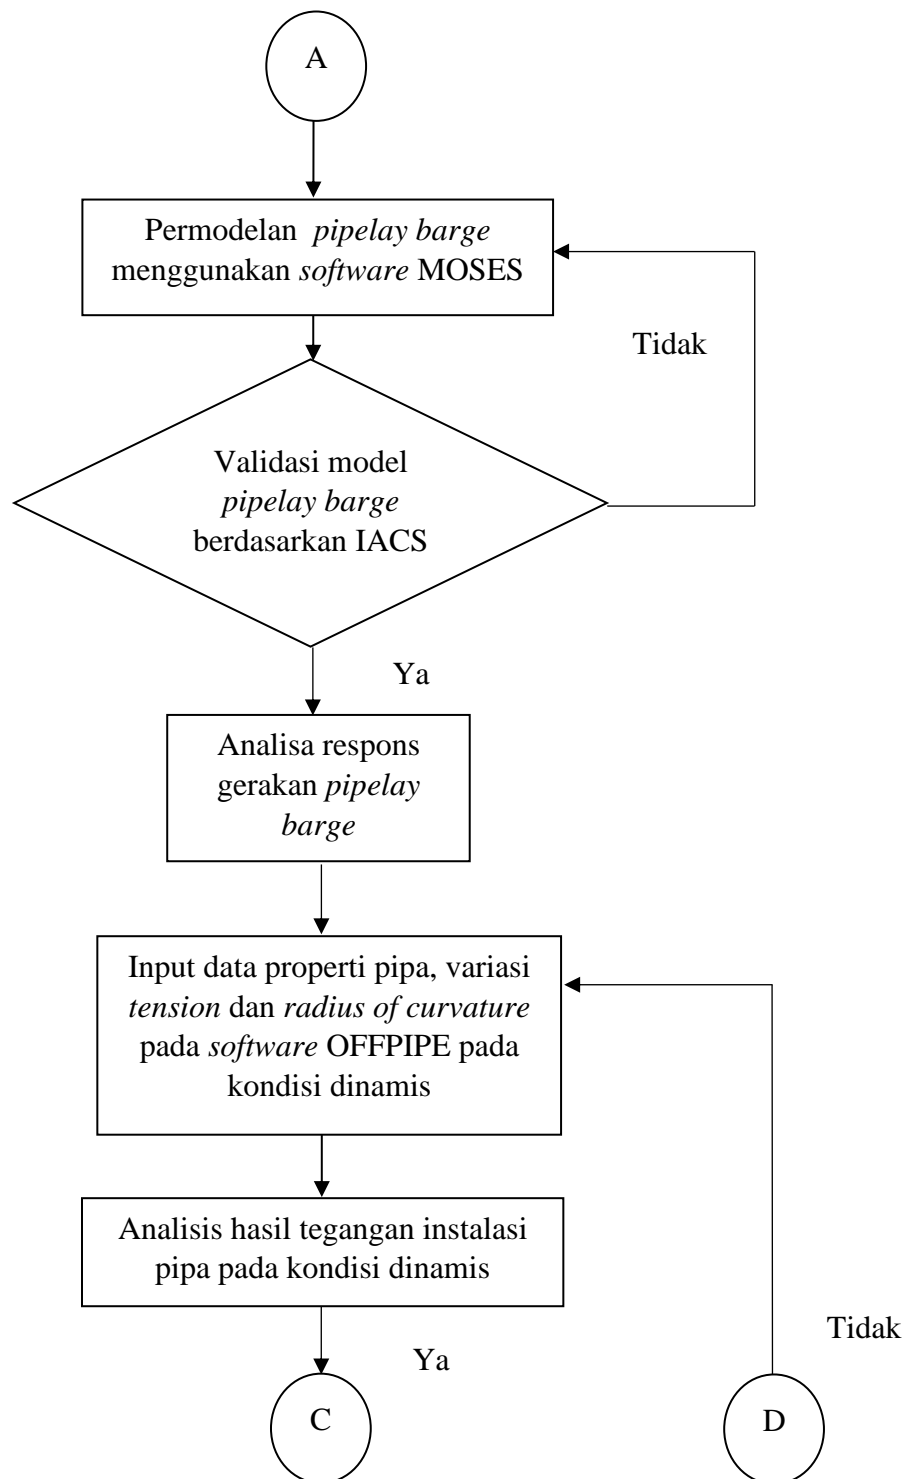 A
Permodelan pipelay barge
menggunakan software MOSES
Tidak
Validasi model
pipelay barge
berdasarkan IACS
Ya
Analisa respons
gerakan pipelay
barge
Input data properti pipa, variasi
tension dan radius of curvature
pada software OFFPIPE pada
kondisi dinamis
Analisis hasil tegangan instalasi
pipa pada kondisi dinamis
Tidak
Ya
C
D